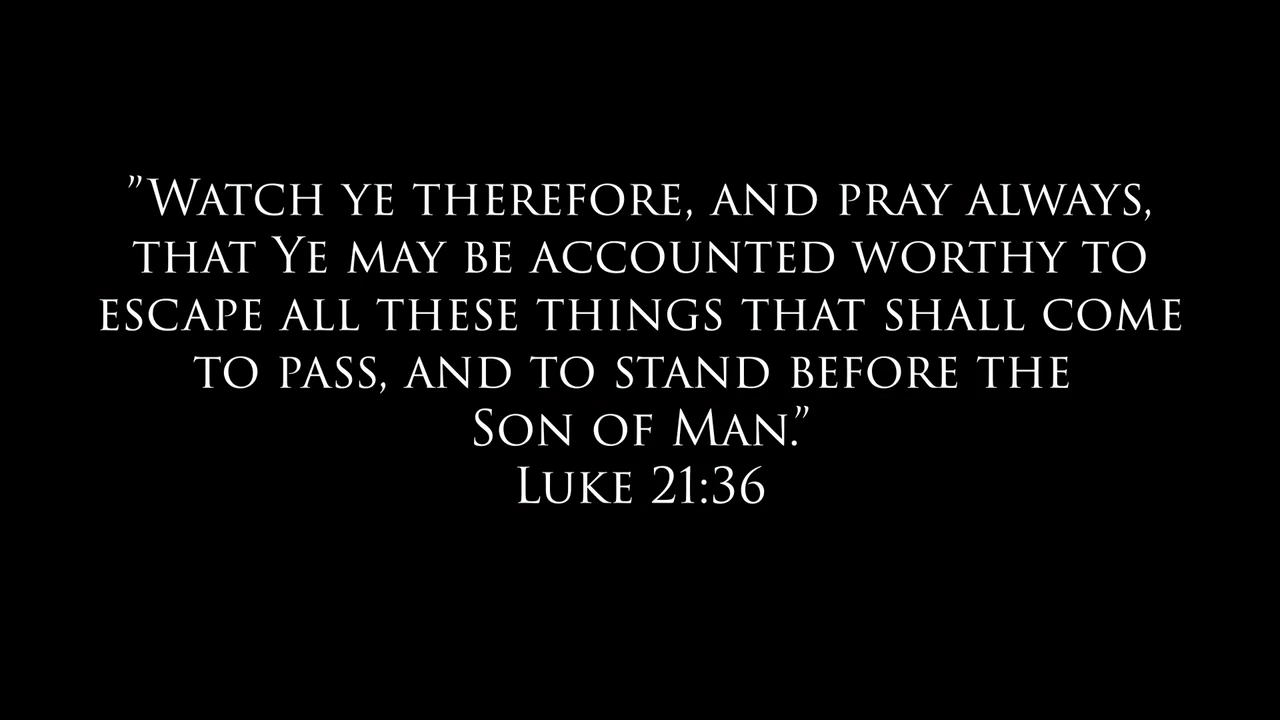 ”Watch ye therefore, and pray always,
that Ye may be accounted worthy to
escape all these things that shall come
to pass, and to stand before the
Son of Man.”
Luke 21:36